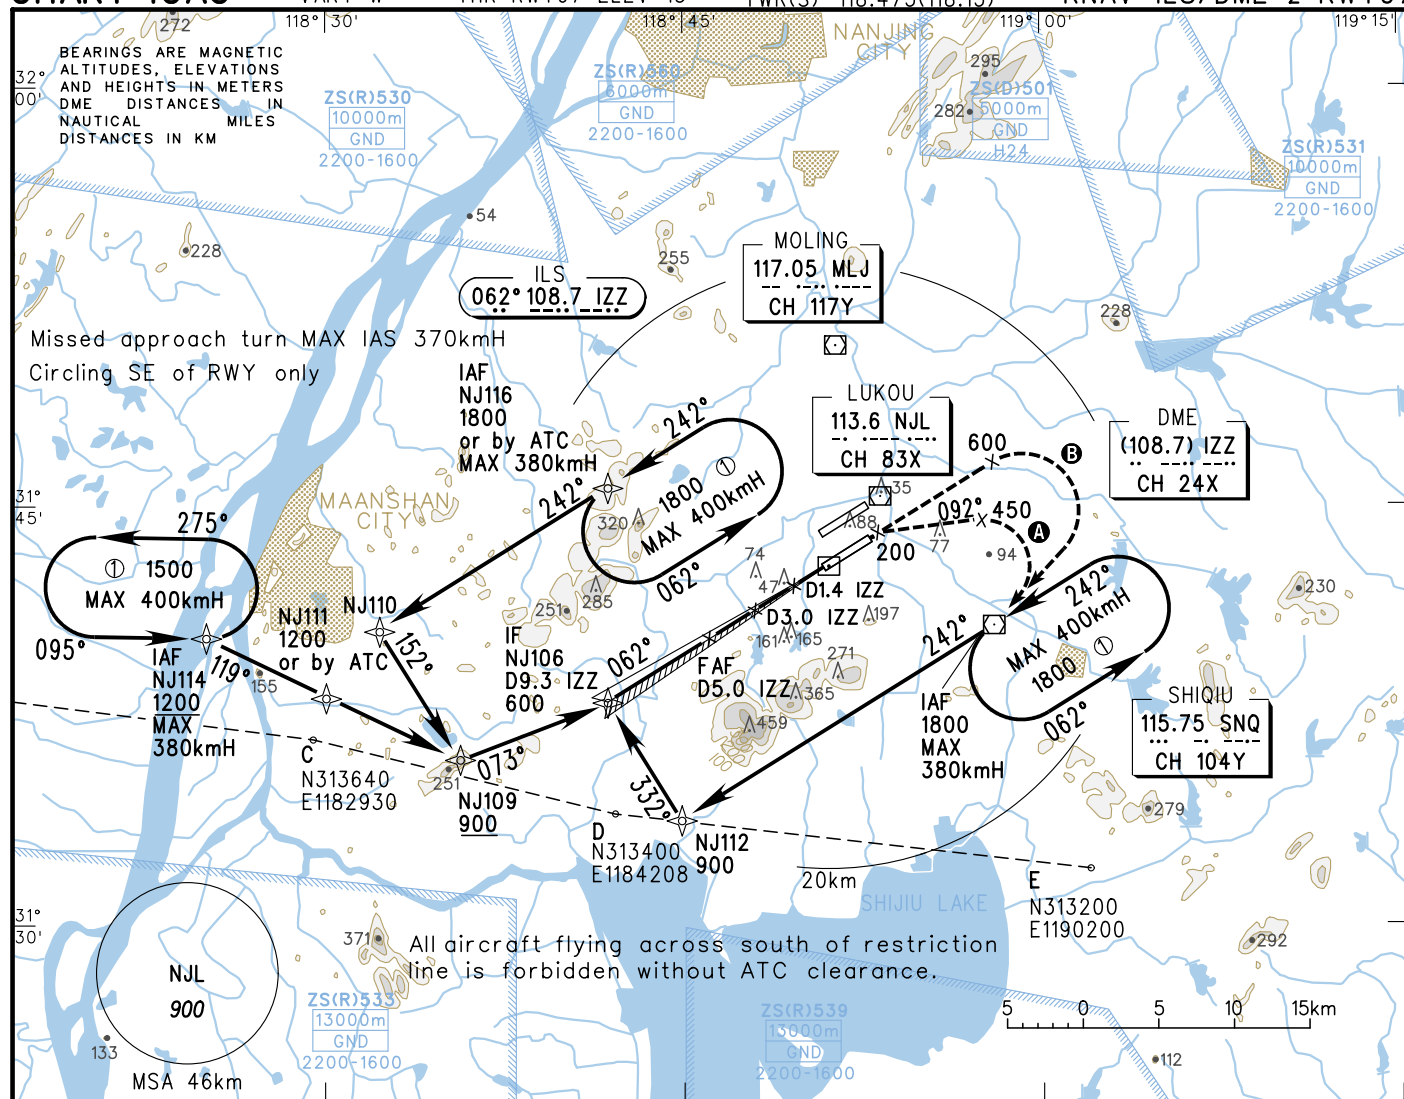 118°30'
118°45'
119°00'
119°15'
BEARINGS ARE MAGNETIC
ALTITUDES, ELEVATIONS
AND HEIGHTS IN METERS
DME DISTANCES IN
NAUTICAL MILES
DISTANCES IN KM
272
32°
00'
ZS(R)530
10000m
GND
2200-1600
ZS(R)560
6000m
GND
2200-1600
NANJING
CITY
295
ZS(D)501
5000m
GND
H24
282
ZS(R)531
10000m
GND
2200-1600
54
228
255
MOLING
117.05 MLJ
CH 117Y
ILS
062° 108.7 IZZ
228
Missed approach turn MAX IAS 370kmH
Circling SE of RWY only
IAF
NJ116
1800
or by ATC
MAX 380kmH
LUKOU
113.6 NJL
CH 83X
DME
(108.7) IZZ
CH 24X
242°
600
B
242°
1800 ①
MAX 400kmH
062°
31°
45'
MAANSHAN
CITY
320
35
88
092° 450
A
200
77
94
275°
① 1500
MAX 400kmH
095°
74
47
D1.4 IZZ
285
251
D3.0 IZZ
197
161
165
242°
MAX 400kmH
1800 ①
062°
230
NJ111
1200
or by ATC
NJ110
152°
IAF
NJ114
1200
MAX
380kmH
119°
155
IF
NJ106
D9.3 IZZ
600
062°
FAF
D5.0 IZZ
271
365
459
242°
IAF
1800
MAX
380kmH
SHIQIU
115.75 SNQ
CH 104Y
C
N313640
E1182930
251
073°
NJ109
900
332°
D
N313400
E1184208
NJ112
900
279
20km
E
N313200
E1190200
SHIJIU LAKE
31°
30'
371
All aircraft flying across south of restriction
line is forbidden without ATC clearance.
292
NJL
900
133
MSA 46km
ZS(R)533
13000m
GND
2200-1600
ZS(R)539
13000m
GND
2200-1600
5 0 5 10 15km
112